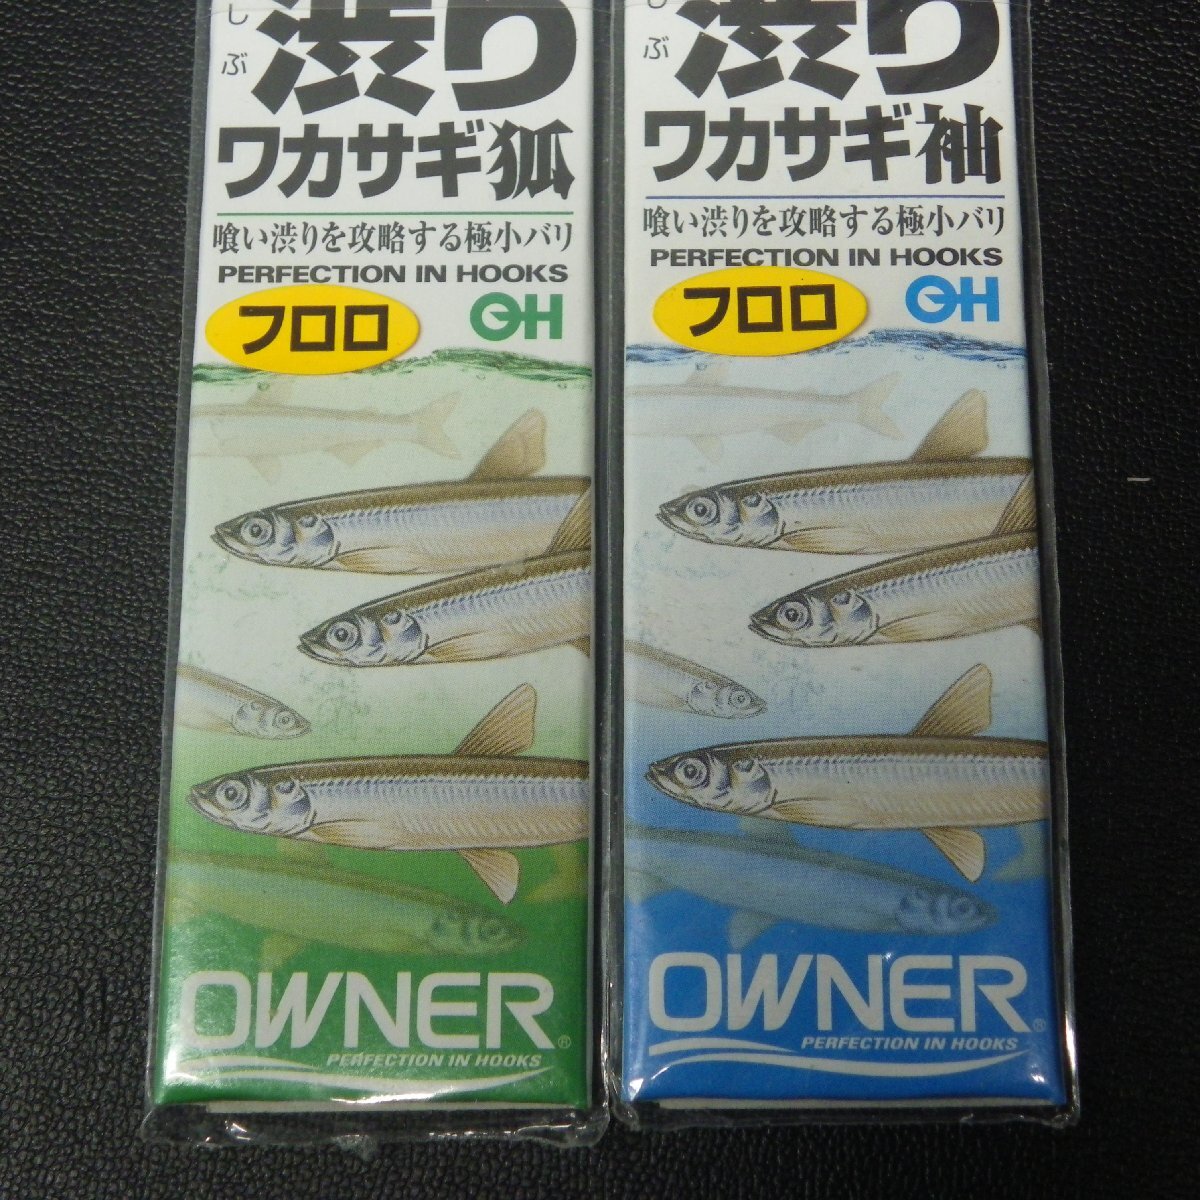 しぶ
渋り
ワカサギ狐
喰い渋りを攻略する極小バリ
PERFECTION IN HOOKS
フロロ
OH
OWNER®
PERFECTION IN HOOKS
ぶ
渋り
ワカサギ袖
喰い渋りを攻略する極小バリ
PERFECTION IN HOOKS
フロロ
OH
OWNER®
PERFECTION IN HOOKS